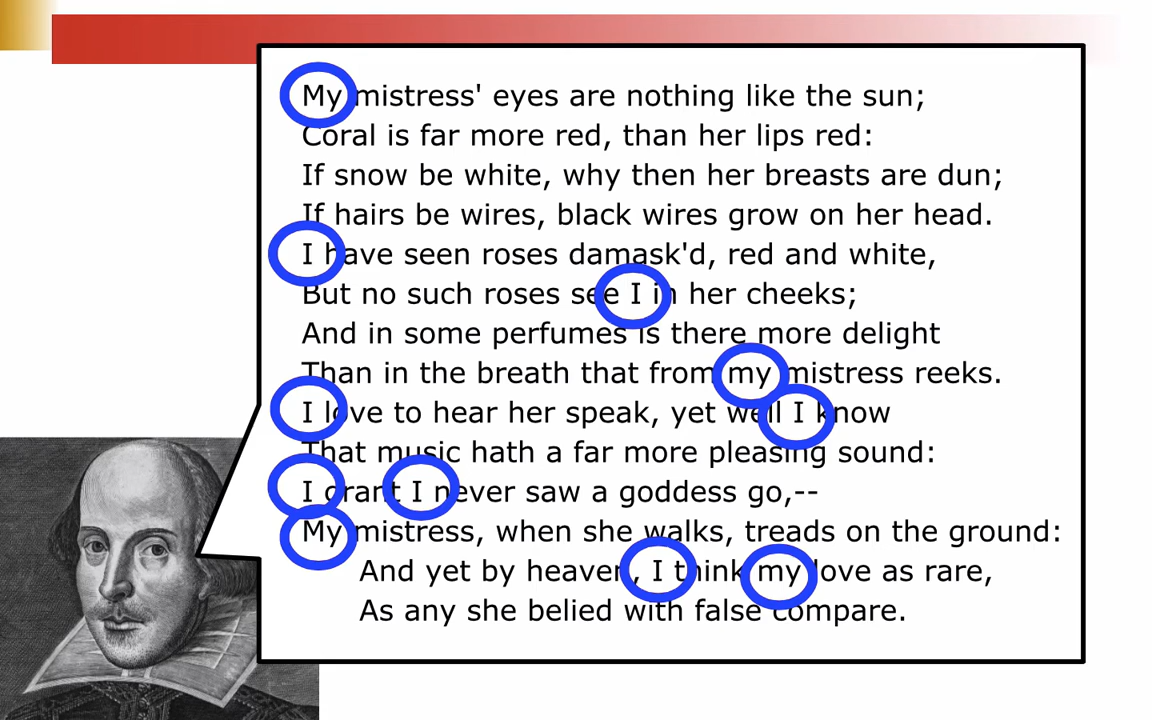 My mistress' eyes are nothing like the sun;
Coral is far more red, than her lips red:
If snow be white, why then her breasts are dun;
If hairs be wires, black wires grow on her head.
I have seen roses damask'd, red and white,
But no such roses see I in her cheeks;
And in some perfumes is there more delight
Than in the breath that from my mistress reeks.
I love to hear her speak, yet well I know
That music hath a far more pleasing sound:
I grant I never saw a goddess go,--
My mistress, when she walks, treads on the ground:
And yet by heaven, I think my love as rare,
As any she belied with false compare.